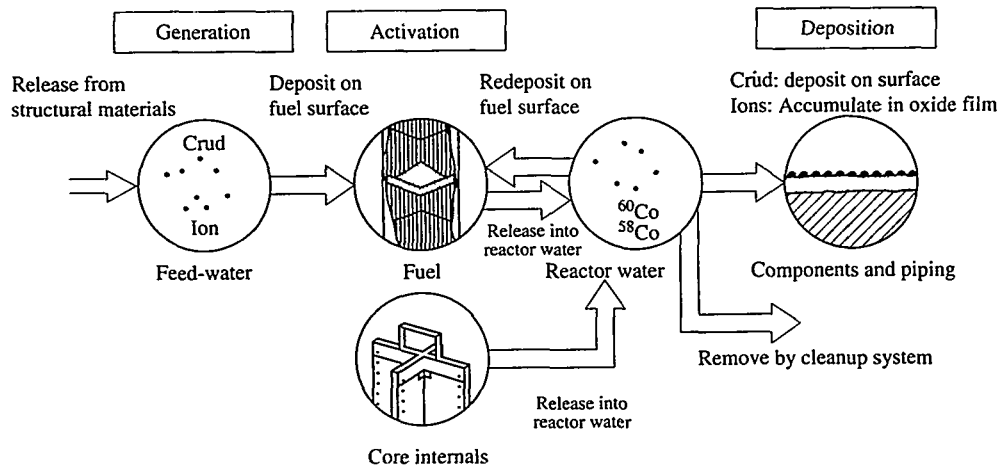 Generation
Activation
Deposition
Release from
structural materials
Deposit on
fuel surface
Redeposit on
fuel surface
Crud: deposit on surface
Ions: Accumulate in oxide film
Crud
Ion
⁶⁰Co
⁵⁸Co
Release into
reactor water
Feed-water
Fuel
Reactor water
Components and piping
Remove by cleanup system
Release into
reactor water
Core internals